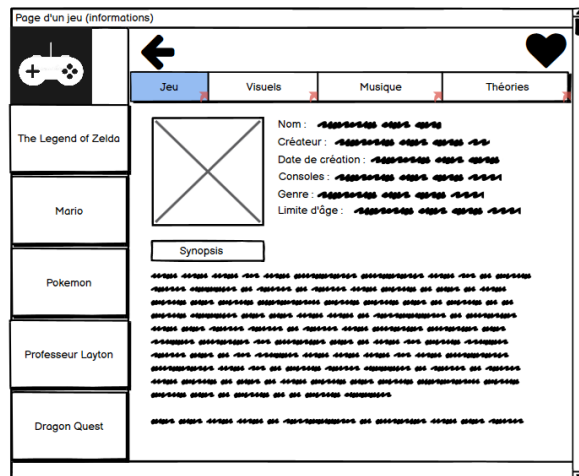 Page d'un jeu (informations)
Jeu
Visuels
Musique
Théories
The Legend of Zelda
Mario
Pokemon
Professeur Layton
Dragon Quest
Nom :
Créateur :
Date de création :
Consoles :
Genre :
Limite d'âge :
Synopsis